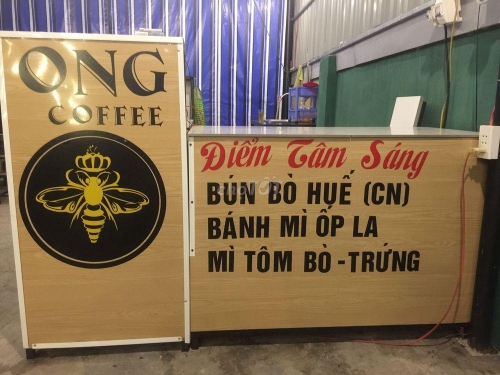 ONG
COFFEE
Điểm Tâm Sáng
BÚN BÒ HUẾ (CN)
BÁNH MÌ ỐP LA
MÌ TÔM BÒ - TRỨNG